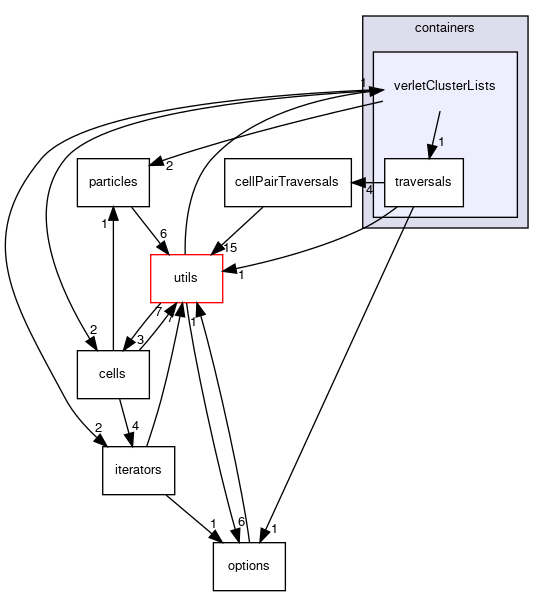 containers
1
verletClusterLists
1
2
particles
cellPairTraversals
4
traversals
1
6
15
utils
1
7
7
1
2
3
cells
2
4
iterators
1
6
1
options